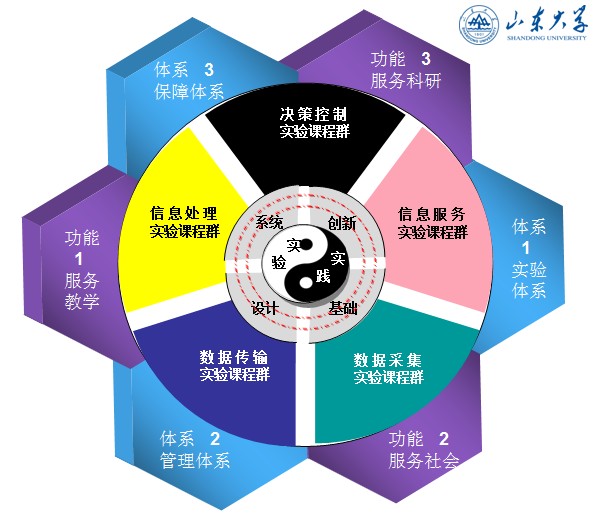 山东大学
SHANDONG UNIVERSITY
体系 3
保障体系
功能 3
服务科研
决策控制
实验课程群
信息处理
实验课程群
信息服务
实验课程群
功能
1
服务
教学
体系
1
实验
体系
系统
创新
实
验
实
践
设计
基础
数据传输
实验课程群
数据采集
实验课程群
体系 2
管理体系
功能 2
服务社会